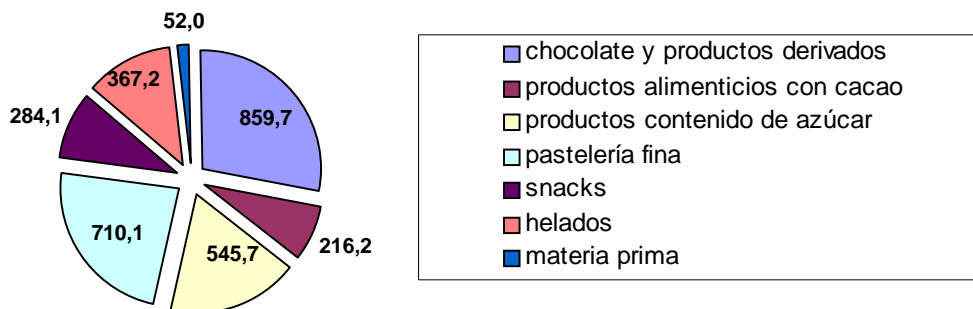 52,0
367,2
284,1
859,7
710,1
545,7
216,2
chocolate y productos derivados
productos alimenticios con cacao
productos contenido de azúcar
pastelería fina
snacks
helados
materia prima